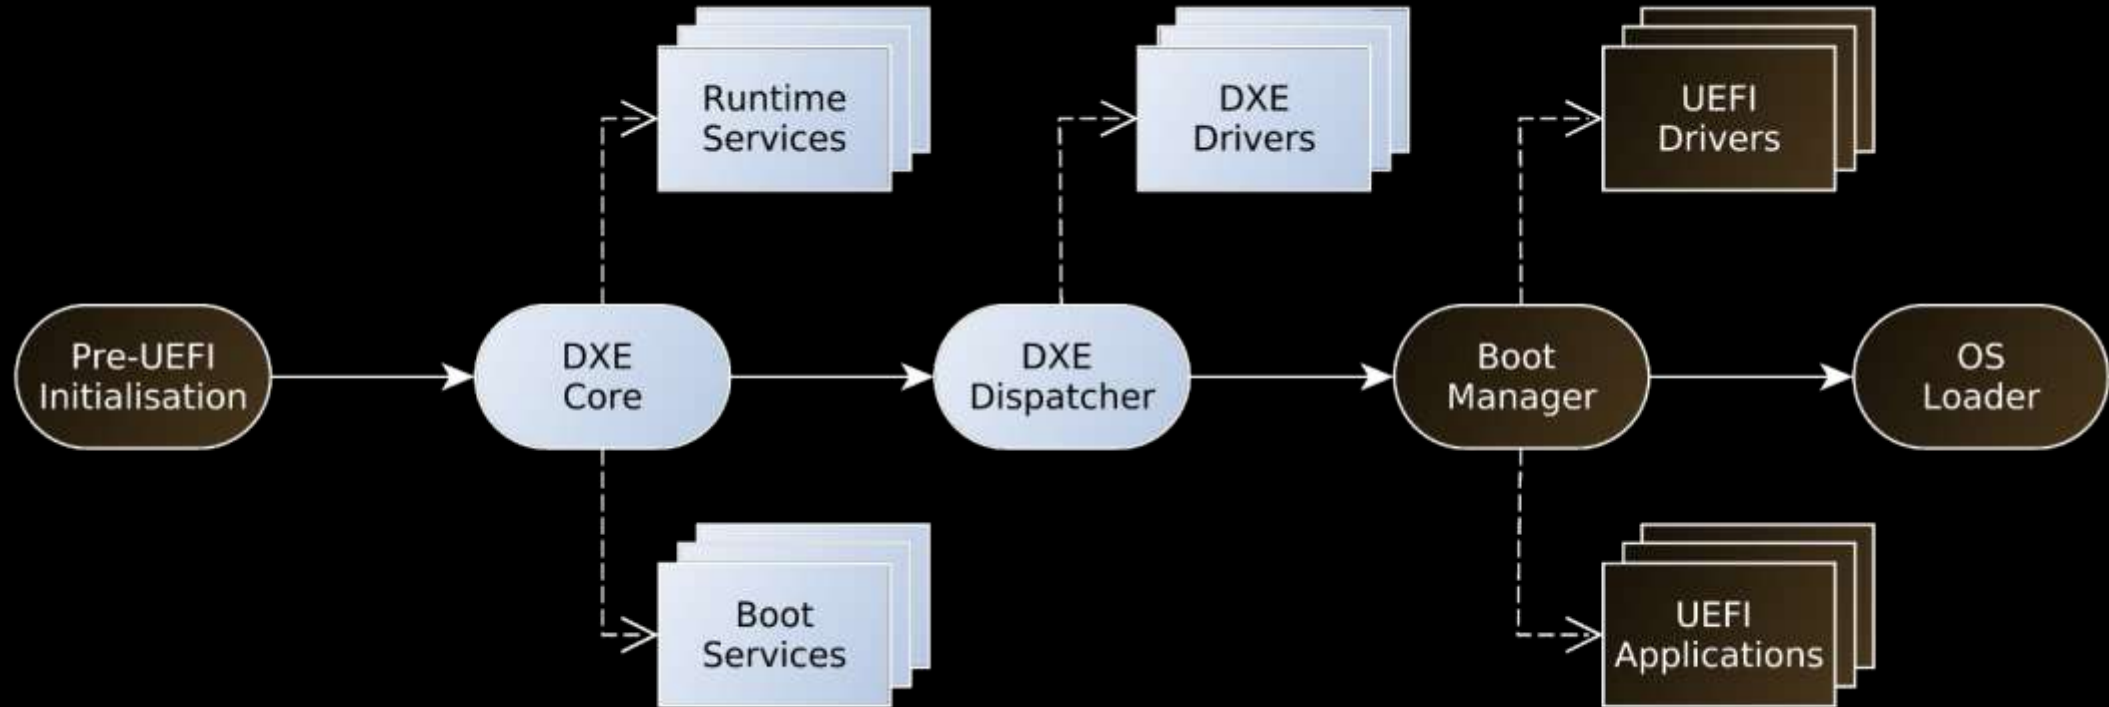 Runtime
Services
DXE
Drivers
UEFI
Drivers
Pre-UEFI
Initialisation
DXE
Core
DXE
Dispatcher
Boot
Manager
OS
Loader
Boot
Services
UEFI
Applications